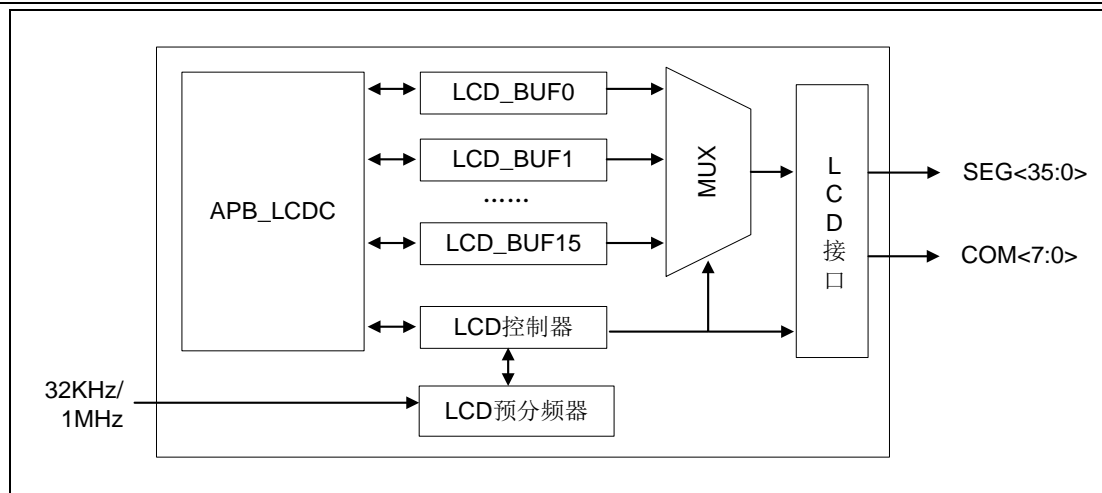 LCD_BUF0
LCD_BUF1
……
APB_LCDC
LCD_BUF15
MUX
L
C
D
接
口
SEG<35:0>
COM<7:0>
LCD控制器
32KHz/
1MHz
LCD预分频器